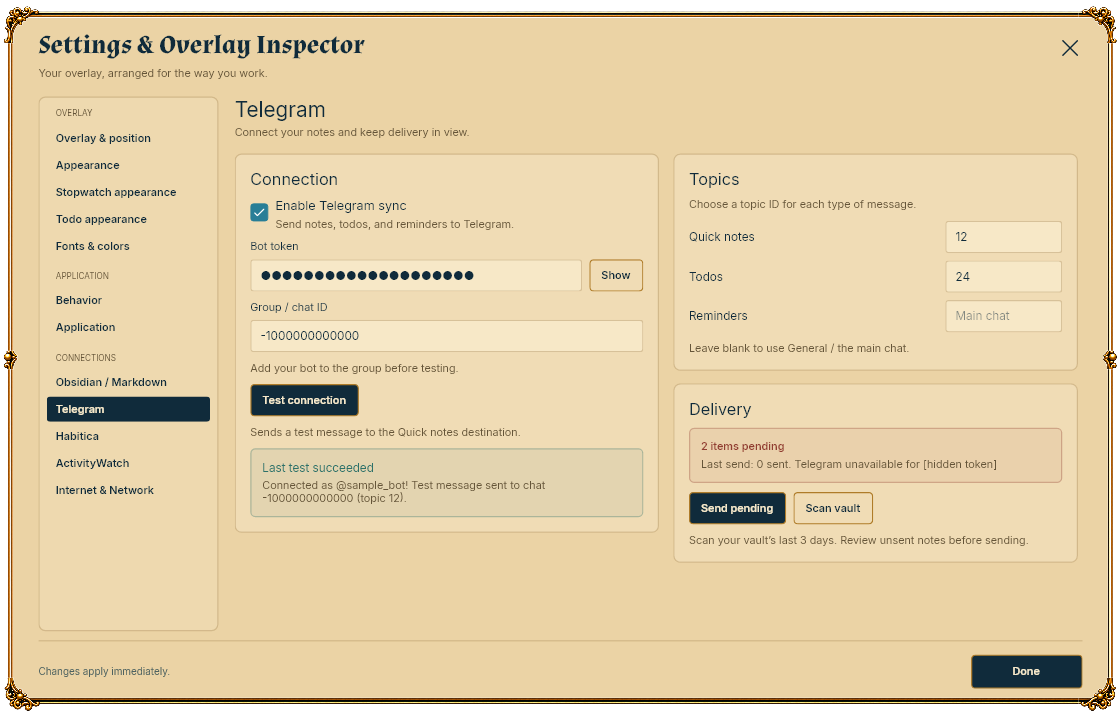 Settings & Overlay Inspector
Your overlay, arranged for the way you work.
OVERLAY
Overlay & position
Appearance
Stopwatch appearance
Todo appearance
Fonts & colors
APPLICATION
Behavior
Application
CONNECTIONS
Obsidian / Markdown
Telegram
Habitica
ActivityWatch
Internet & Network
Telegram
Connect your notes and keep delivery in view.
Connection
Enable Telegram sync
Send notes, todos, and reminders to Telegram.
Bot token
●●●●●●●●●●●●●●●●●●●●
Show
Group / chat ID
-1000000000000
Add your bot to the group before testing.
Test connection
Sends a test message to the Quick notes destination.
Last test succeeded
Connected as @sample_bot! Test message sent to chat
-1000000000000 (topic 12).
Topics
Choose a topic ID for each type of message.
Quick notes
12
Todos
24
Reminders
Main chat
Leave blank to use General / the main chat.
Delivery
2 items pending
Last send: 0 sent. Telegram unavailable for [hidden token]
Send pending
Scan vault
Scan your vault's last 3 days. Review unsent notes before sending.
Changes apply immediately.
Done